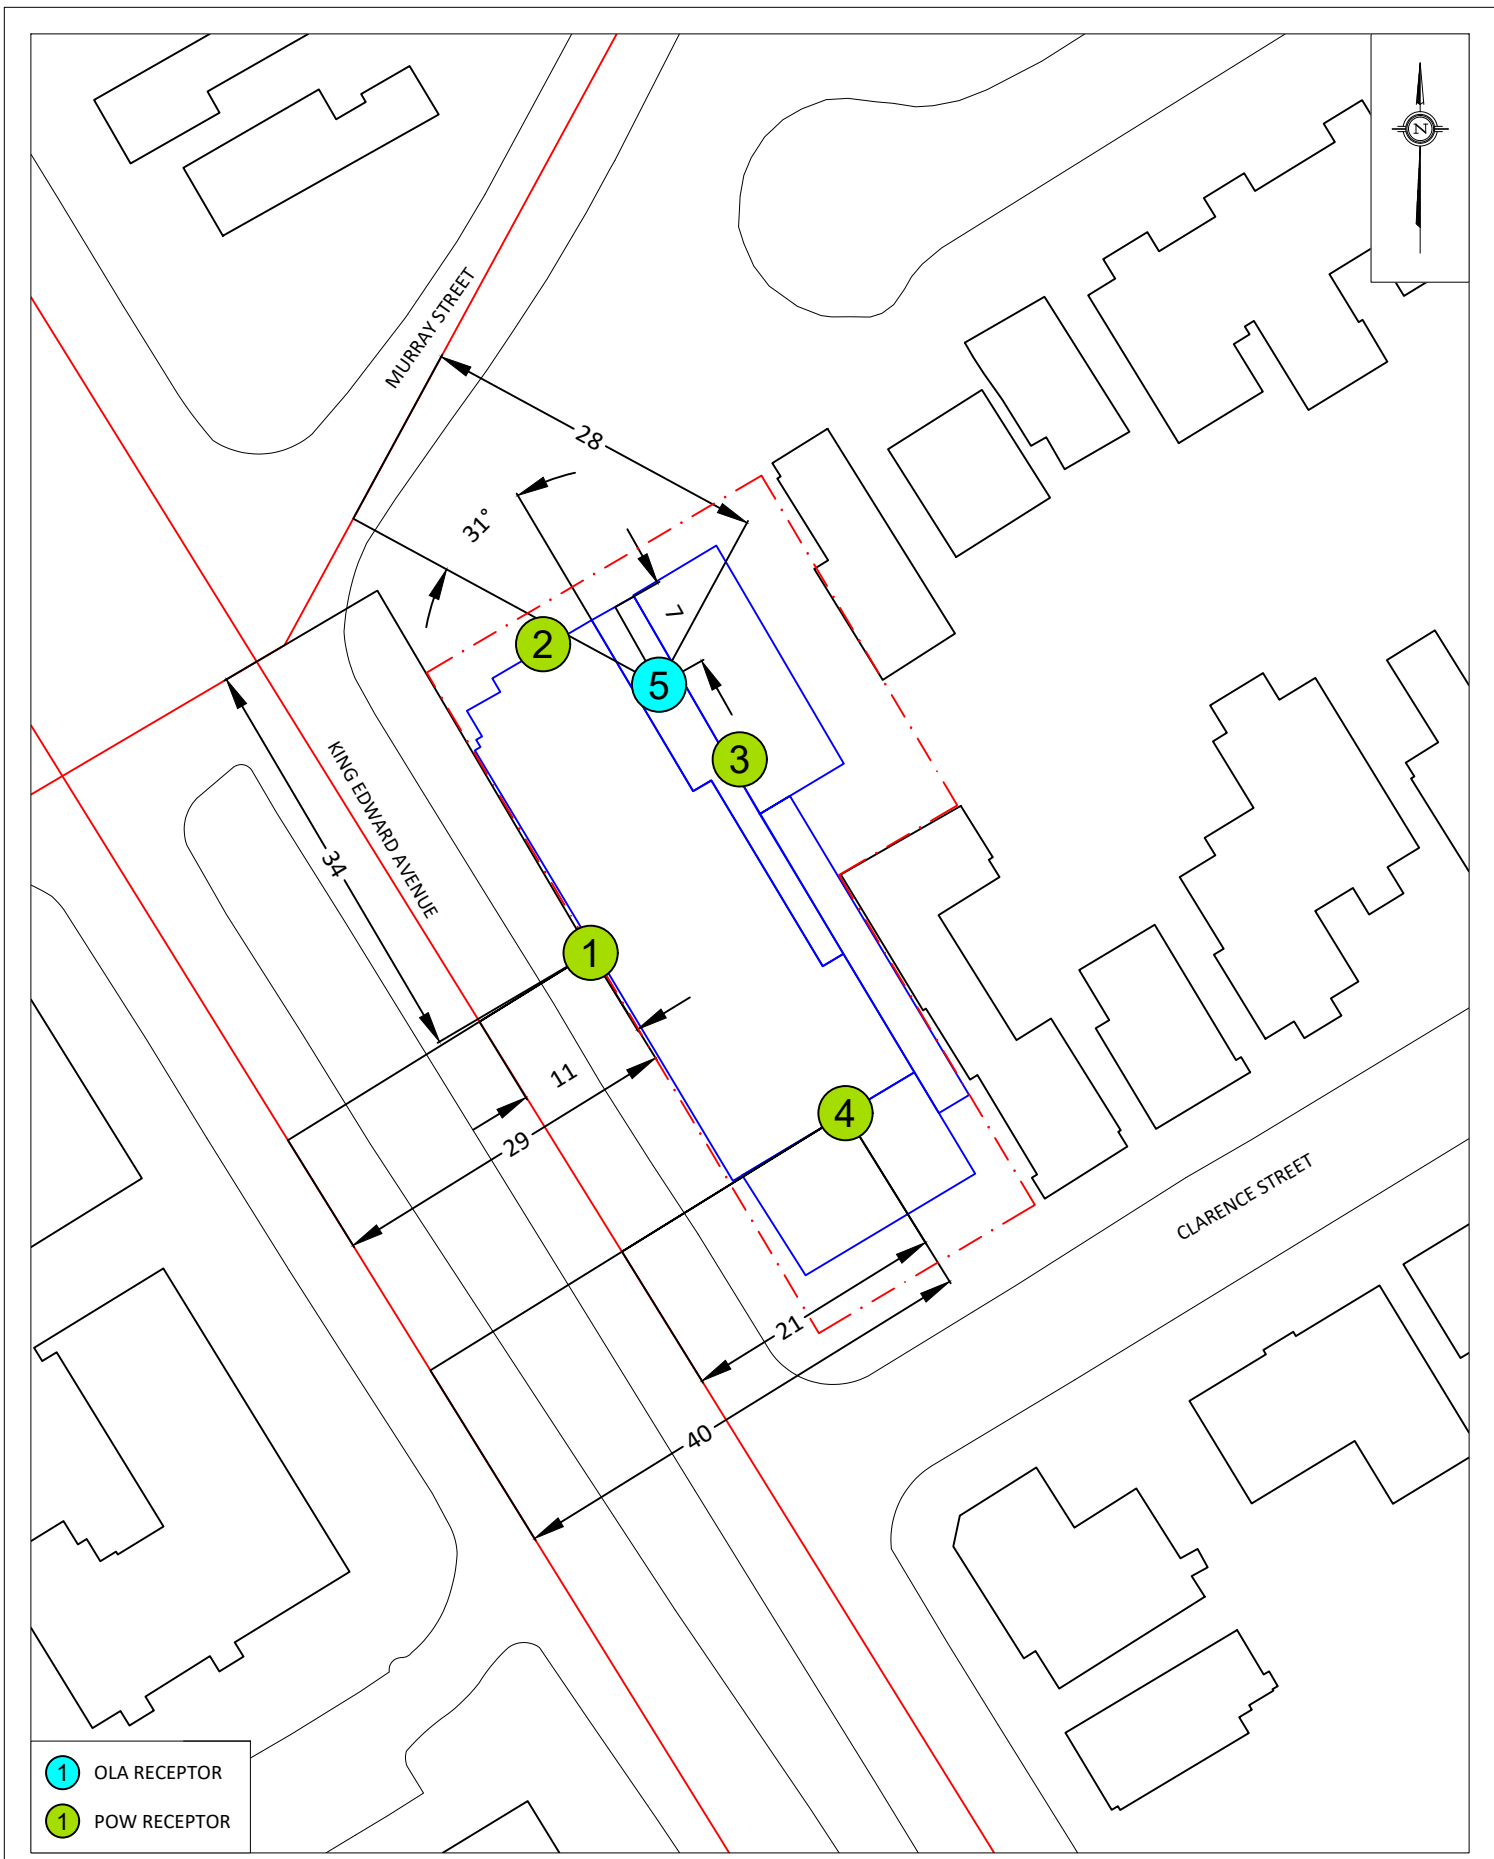 N
MURRAY STREET
28
31°
7
2
5
3
KING EDWARD AVENUE
34
1
11
29
4
CLARENCE STREET
21
40
1 OLA RECEPTOR
1 POW RECEPTOR